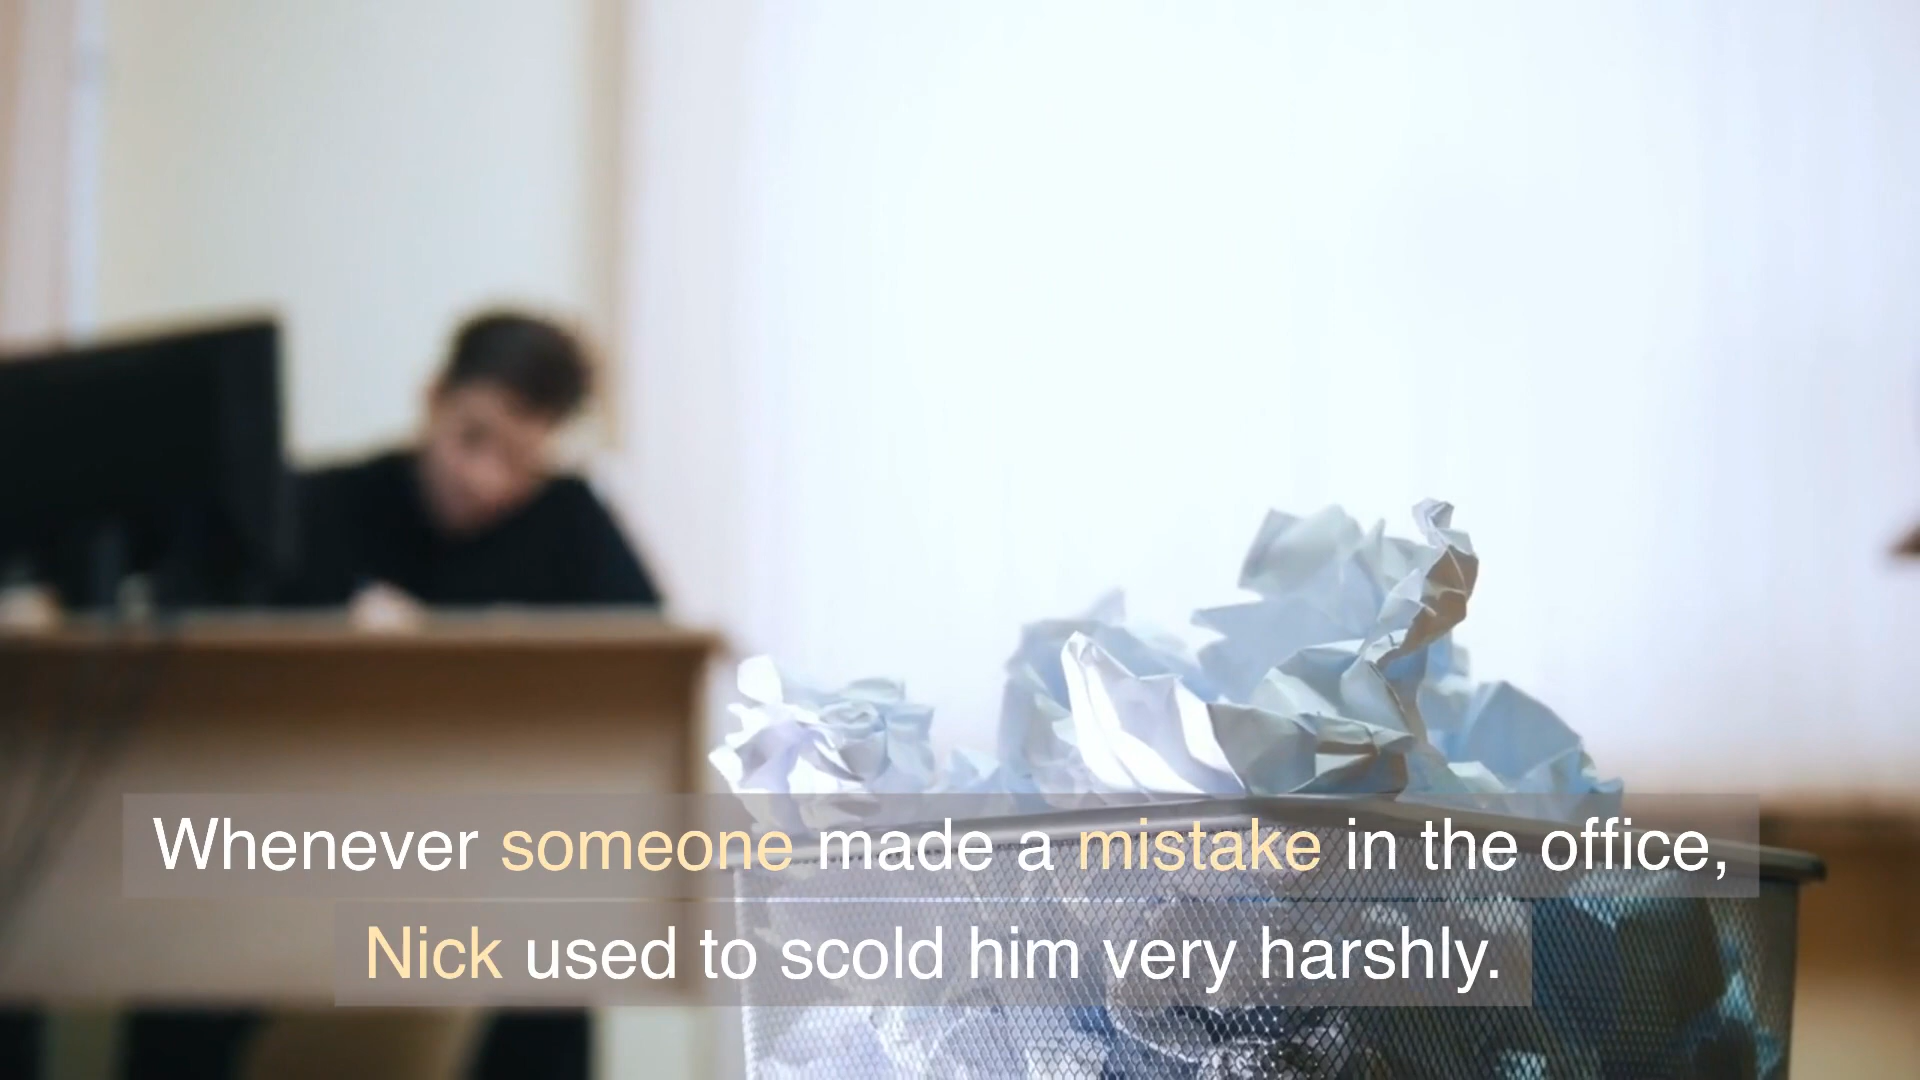 Whenever someone made a mistake in the office,
Nick used to scold him very harshly.